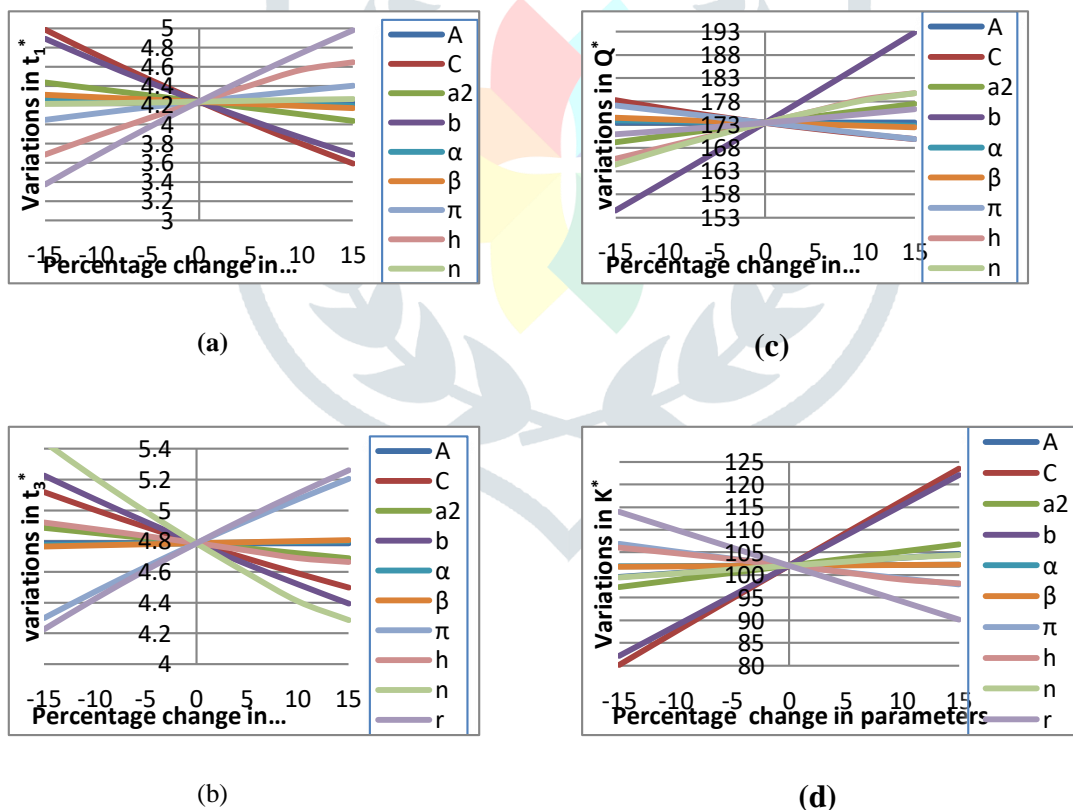 Variations in t1*
5
4.8
4.6
4.4
4.2
4
3.8
3.6
3.4
3.2
3
-15 -10 -5 0 5 10 15
Percentage change in…
A
C
a2
b
α
β
π
h
n
(a)
variations in Q*
193
188
183
178
173
168
163
158
153
-15 -10 -5 0 5 10 15
Percentage change in…
A
C
a2
b
α
β
π
h
n
(c)
variations in t3*
5.4
5.2
5
4.8
4.6
4.4
4.2
4
-15 -10 -5 0 5 10 15
Percentage change in…
A
C
a2
b
α
β
π
h
n
r
(b)
Variations in K*
125
120
115
110
105
100
95
90
85
80
-15 -10 -5 0 5 10 15
Percentage change in parameters
A
C
a2
b
α
β
π
h
n
r
(d)